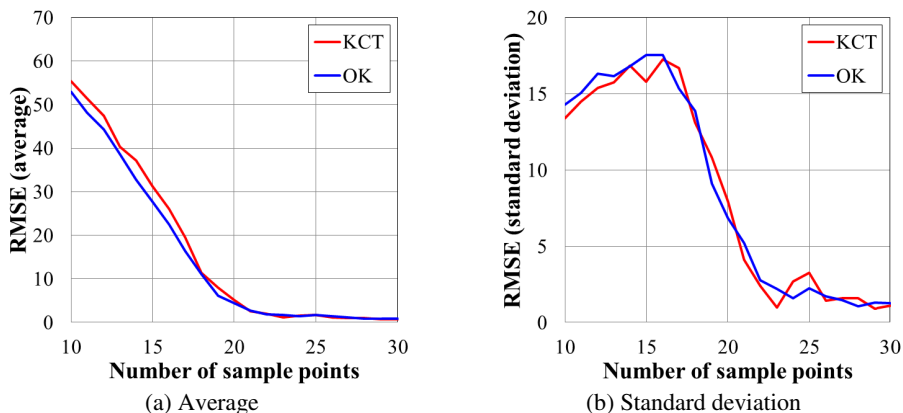 RMSE (average)
70
60
50
40
30
20
10
0
10 15 20 25 30
KCT
OK
Number of sample points
(a) Average
RMSE (standard deviation)
20
15
10
5
0
10 15 20 25 30
KCT
OK
Number of sample points
(b) Standard deviation